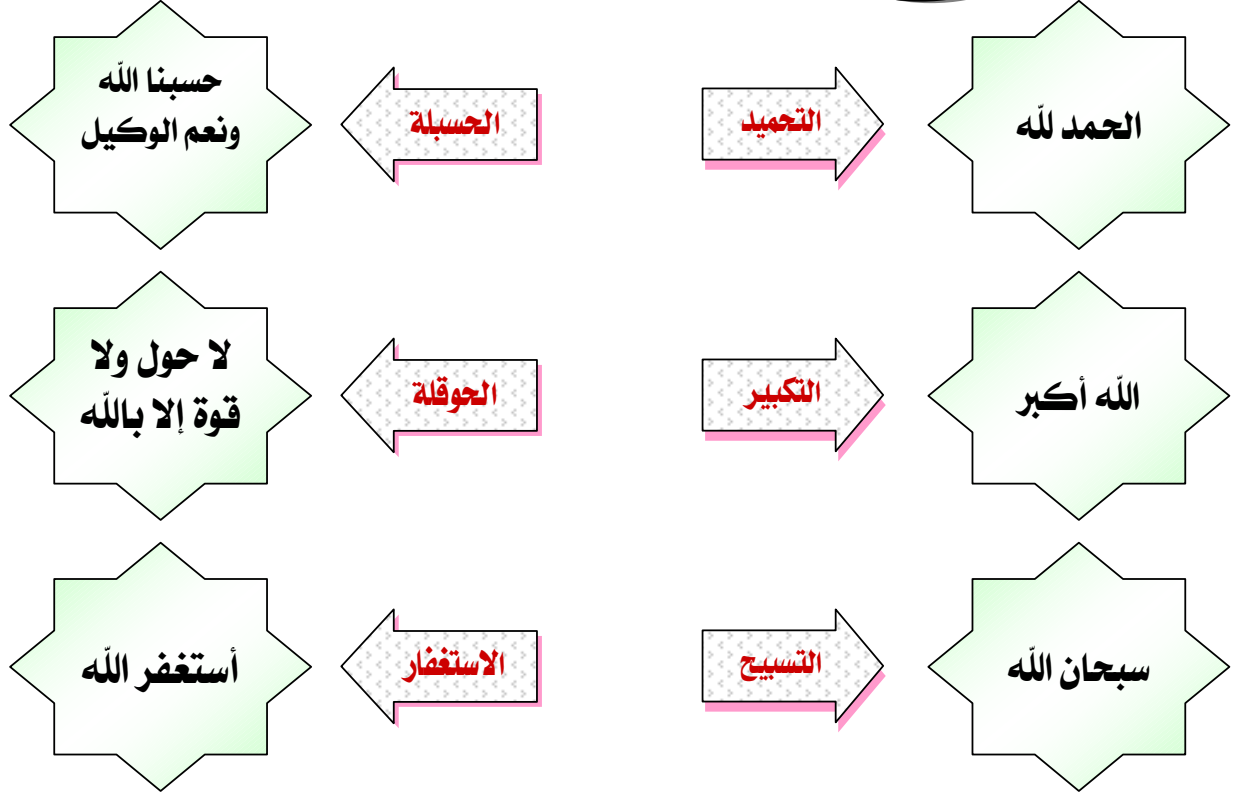 التحميد
الحمد لله
الحسبلة
حسبنا الله
ونعم الوكيل
التكبير
الله أكبر
الحوقلة
لا حول ولا
قوة إلا بالله
التسبيح
سبحان الله
الاستغفار
أستغفر الله